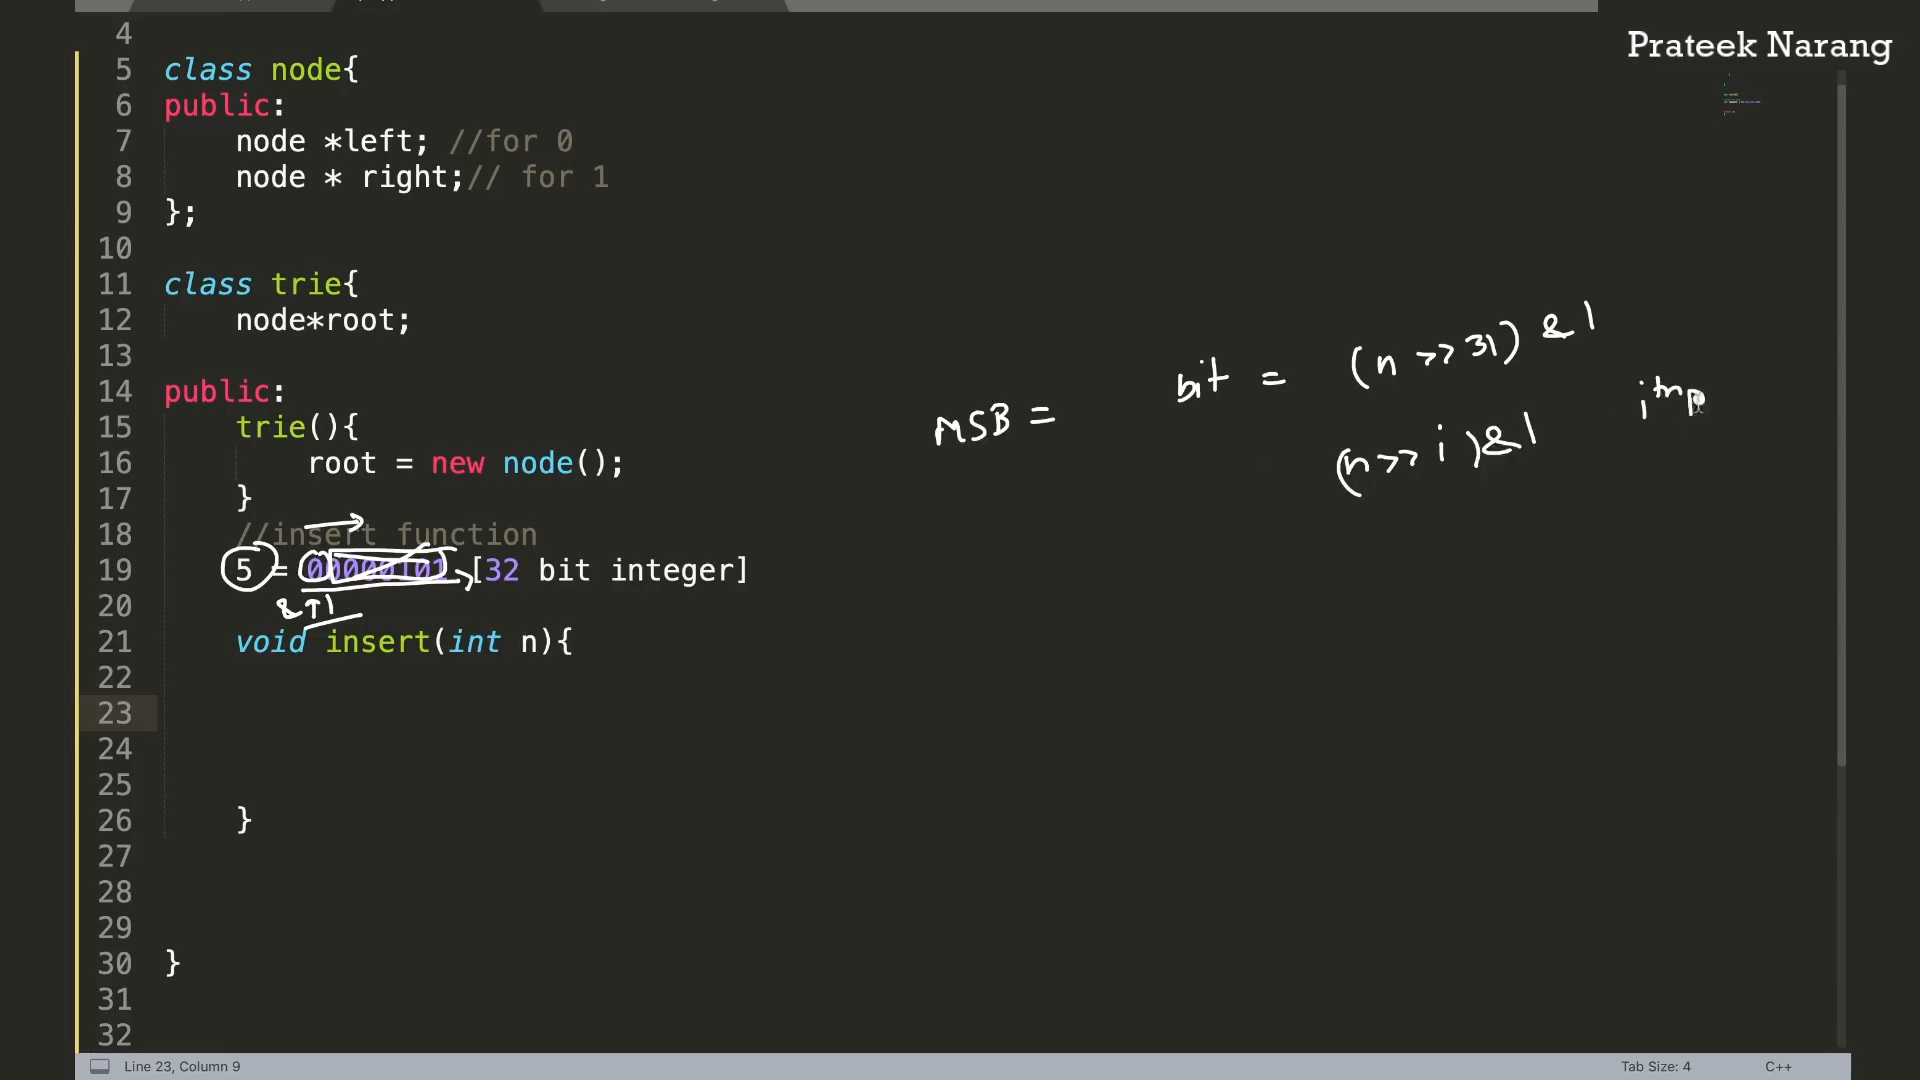 Prateek Narang
4
5 class node{
6 public:
7 node *left; //for 0
8 node * right;// for 1
9 };
10
11 class trie{
12 node*root;
13
bit = (n >> 31) & 1
14 public:
imp
15 trie(){
MSB =
(n >> i) & 1
16 root = new node();
17 }
18 //insert function
19 5 = 00000101 [32 bit integer]
20
21 void insert(int n){
22
23
24
25
26 }
27
28
29
30 }
31
32
Line 23, Column 9
Tab Size: 4
C++